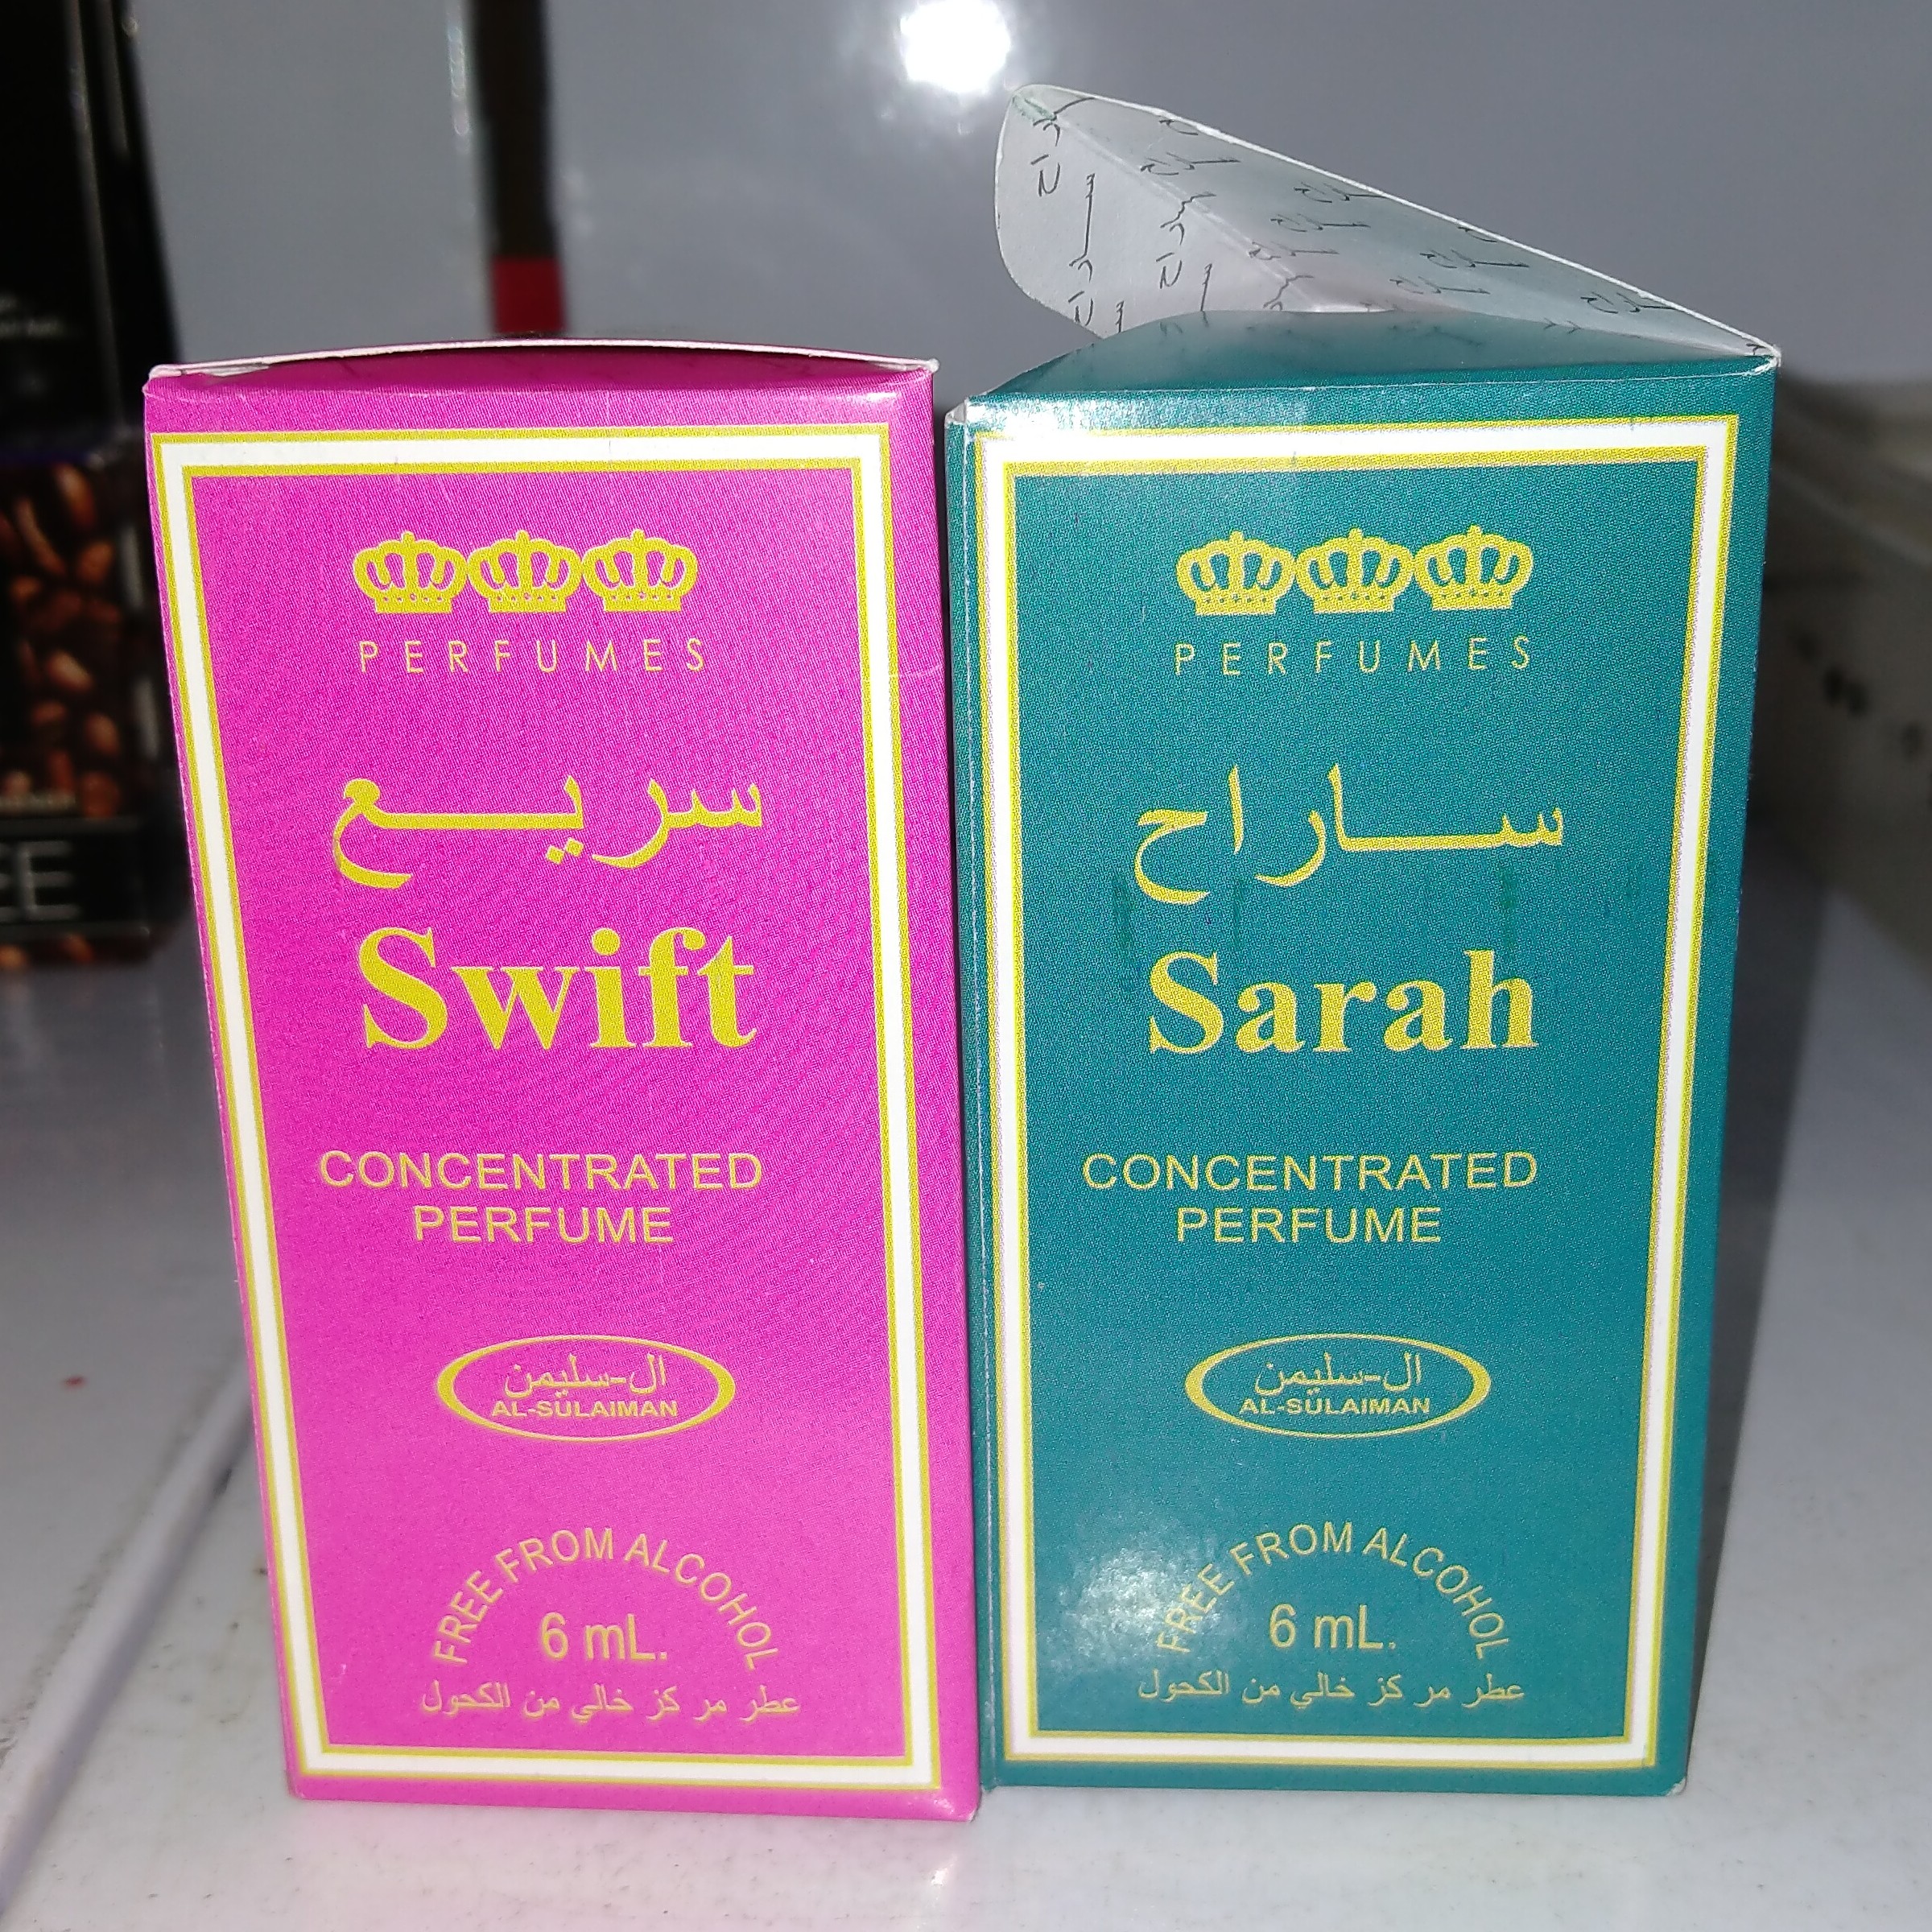 PERFUMES
سريع
Swift
CONCENTRATED
PERFUME
ال-سليمن
AL-SULAIMAN
FREE FROM ALCOHOL
6 mL.
عطر مر كز خالي من الكحول
PERFUMES
ساراح
Sarah
CONCENTRATED
PERFUME
ال-سليمن
AL-SULAIMAN
FREE FROM ALCOHOL
6 mL.
عطر مر كز خالي من الكحول